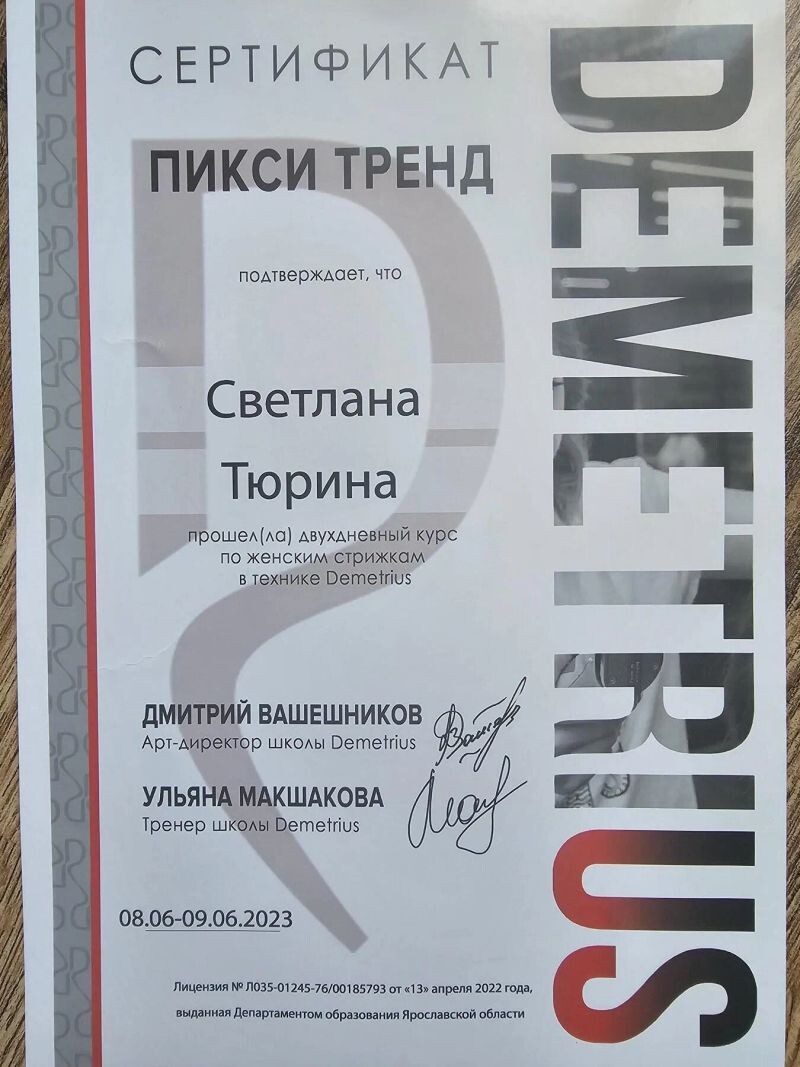 СЕРТИФИКАТ
ПИКСИ ТРЕНД
подтверждает, что
Светлана
Тюрина
прошел(ла) двухдневный курс
по женским стрижкам
в технике Demetrius
ДМИТРИЙ ВАШЕШНИКОВ
Арт-директор школы Demetrius
УЛЬЯНА МАКШАКОВА
Тренер школы Demetrius
08.06-09.06.2023
Лицензия № Л035-01245-76/00185793 от «13» апреля 2022 года,
выданная Департаментом образования Ярославской области
DEMETRIUS